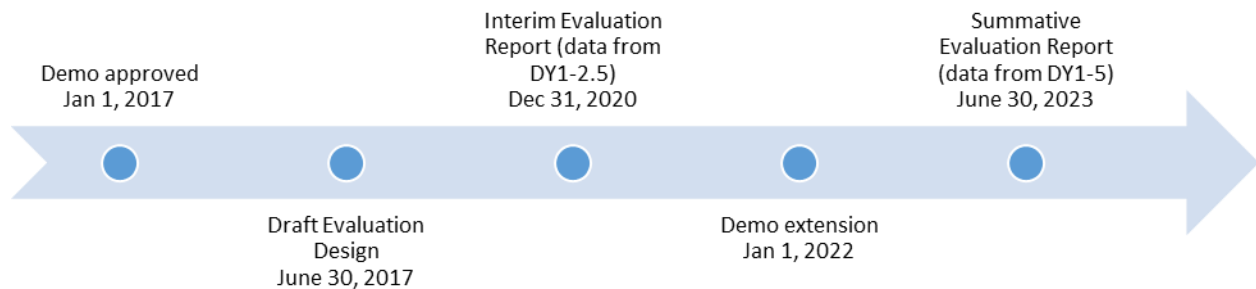 Demo approved
Jan 1, 2017
Draft Evaluation
Design
June 30, 2017
Interim Evaluation
Report (data from
DY1-2.5)
Dec 31, 2020
Demo extension
Jan 1, 2022
Summative
Evaluation Report
(data from DY1-5)
June 30, 2023